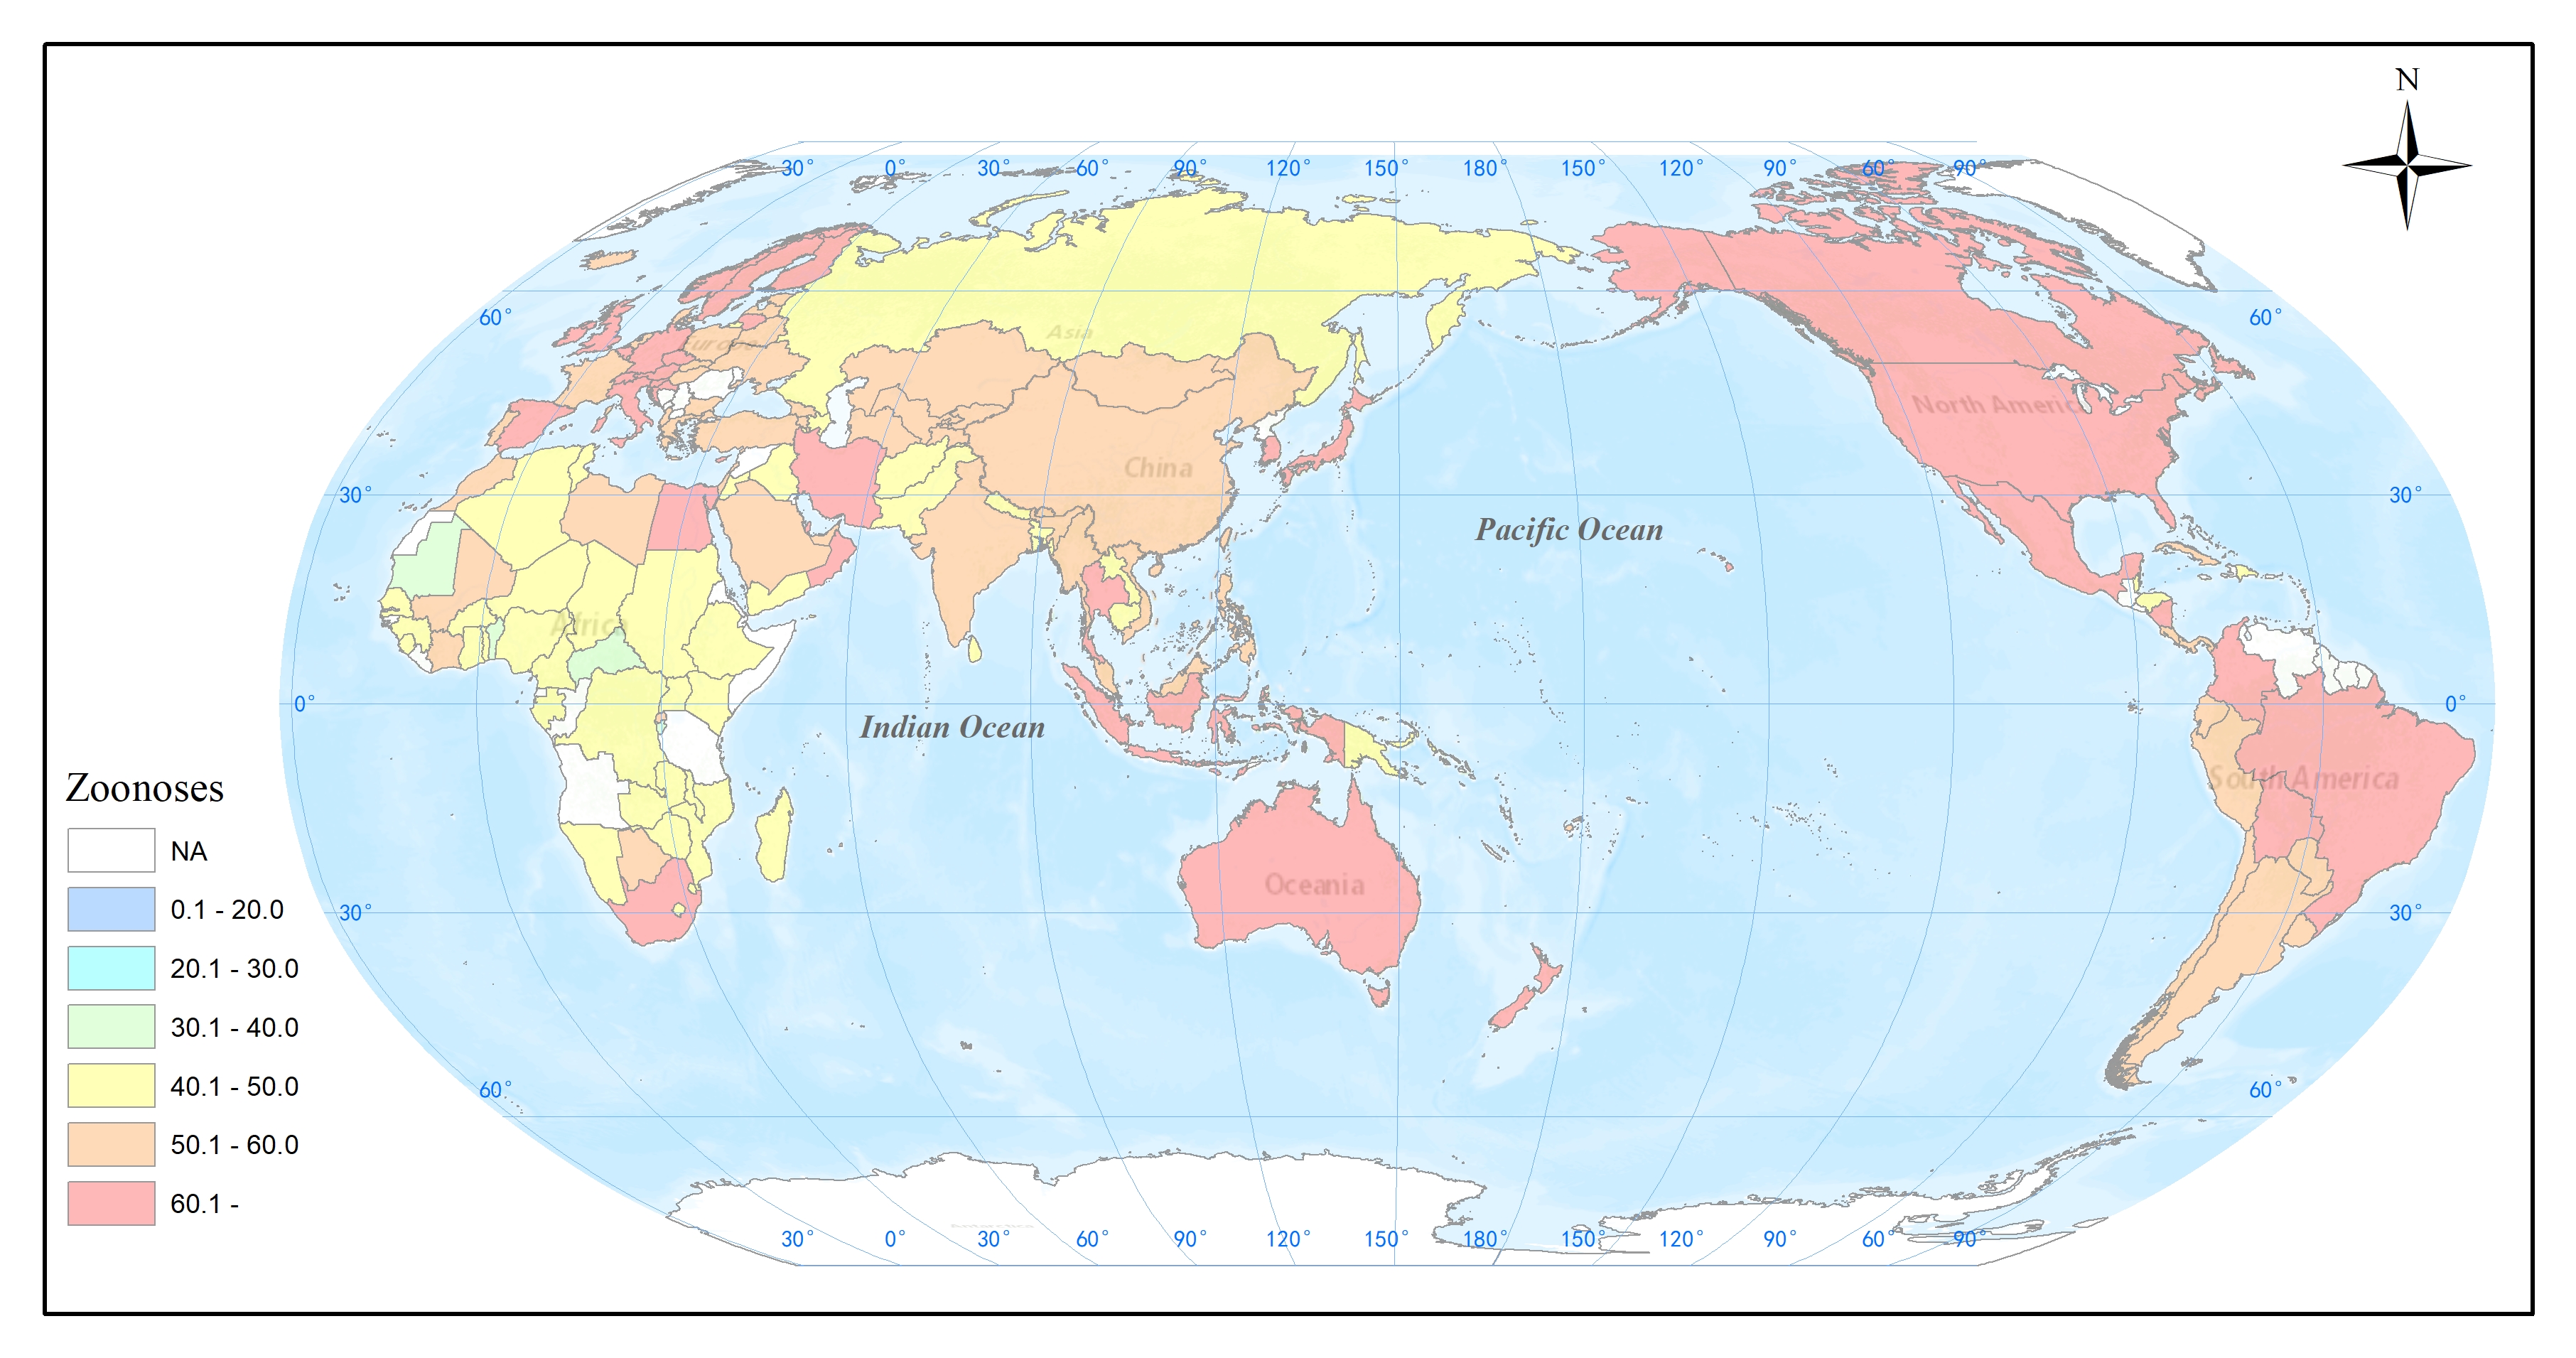 N
30° 0° 30° 60° 90° 120° 150° 180° 150° 120° 90° 60° 90°
60° 60°
Asia
Europe
North America
China
30° 30°
Pacific Ocean
Africa
0° 0°
Indian Ocean
South America
Zoonoses
NA
Oceania
0.1 - 20.0
30° 30°
20.1 - 30.0
30.1 - 40.0
40.1 - 50.0
60° 60°
50.1 - 60.0
60.1 -
Antarctica
30° 0° 30° 60° 90° 120° 150° 180° 150° 120° 90° 60° 90°